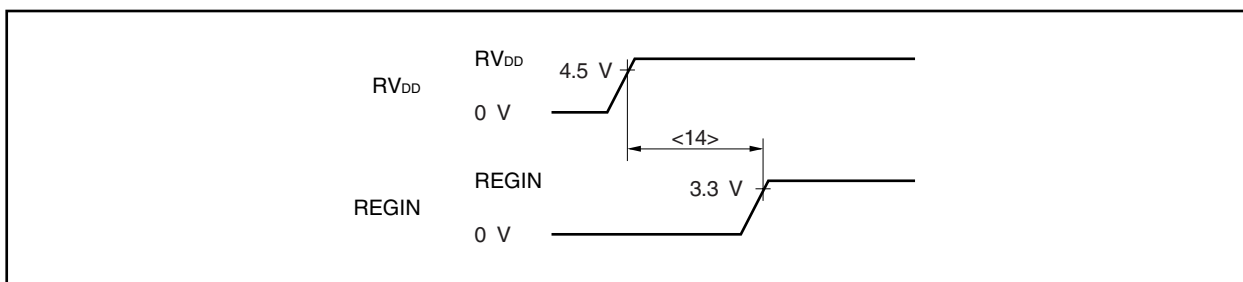 RVDD
RVDD
4.5 V
0 V
<14>
REGIN
REGIN
3.3 V
0 V